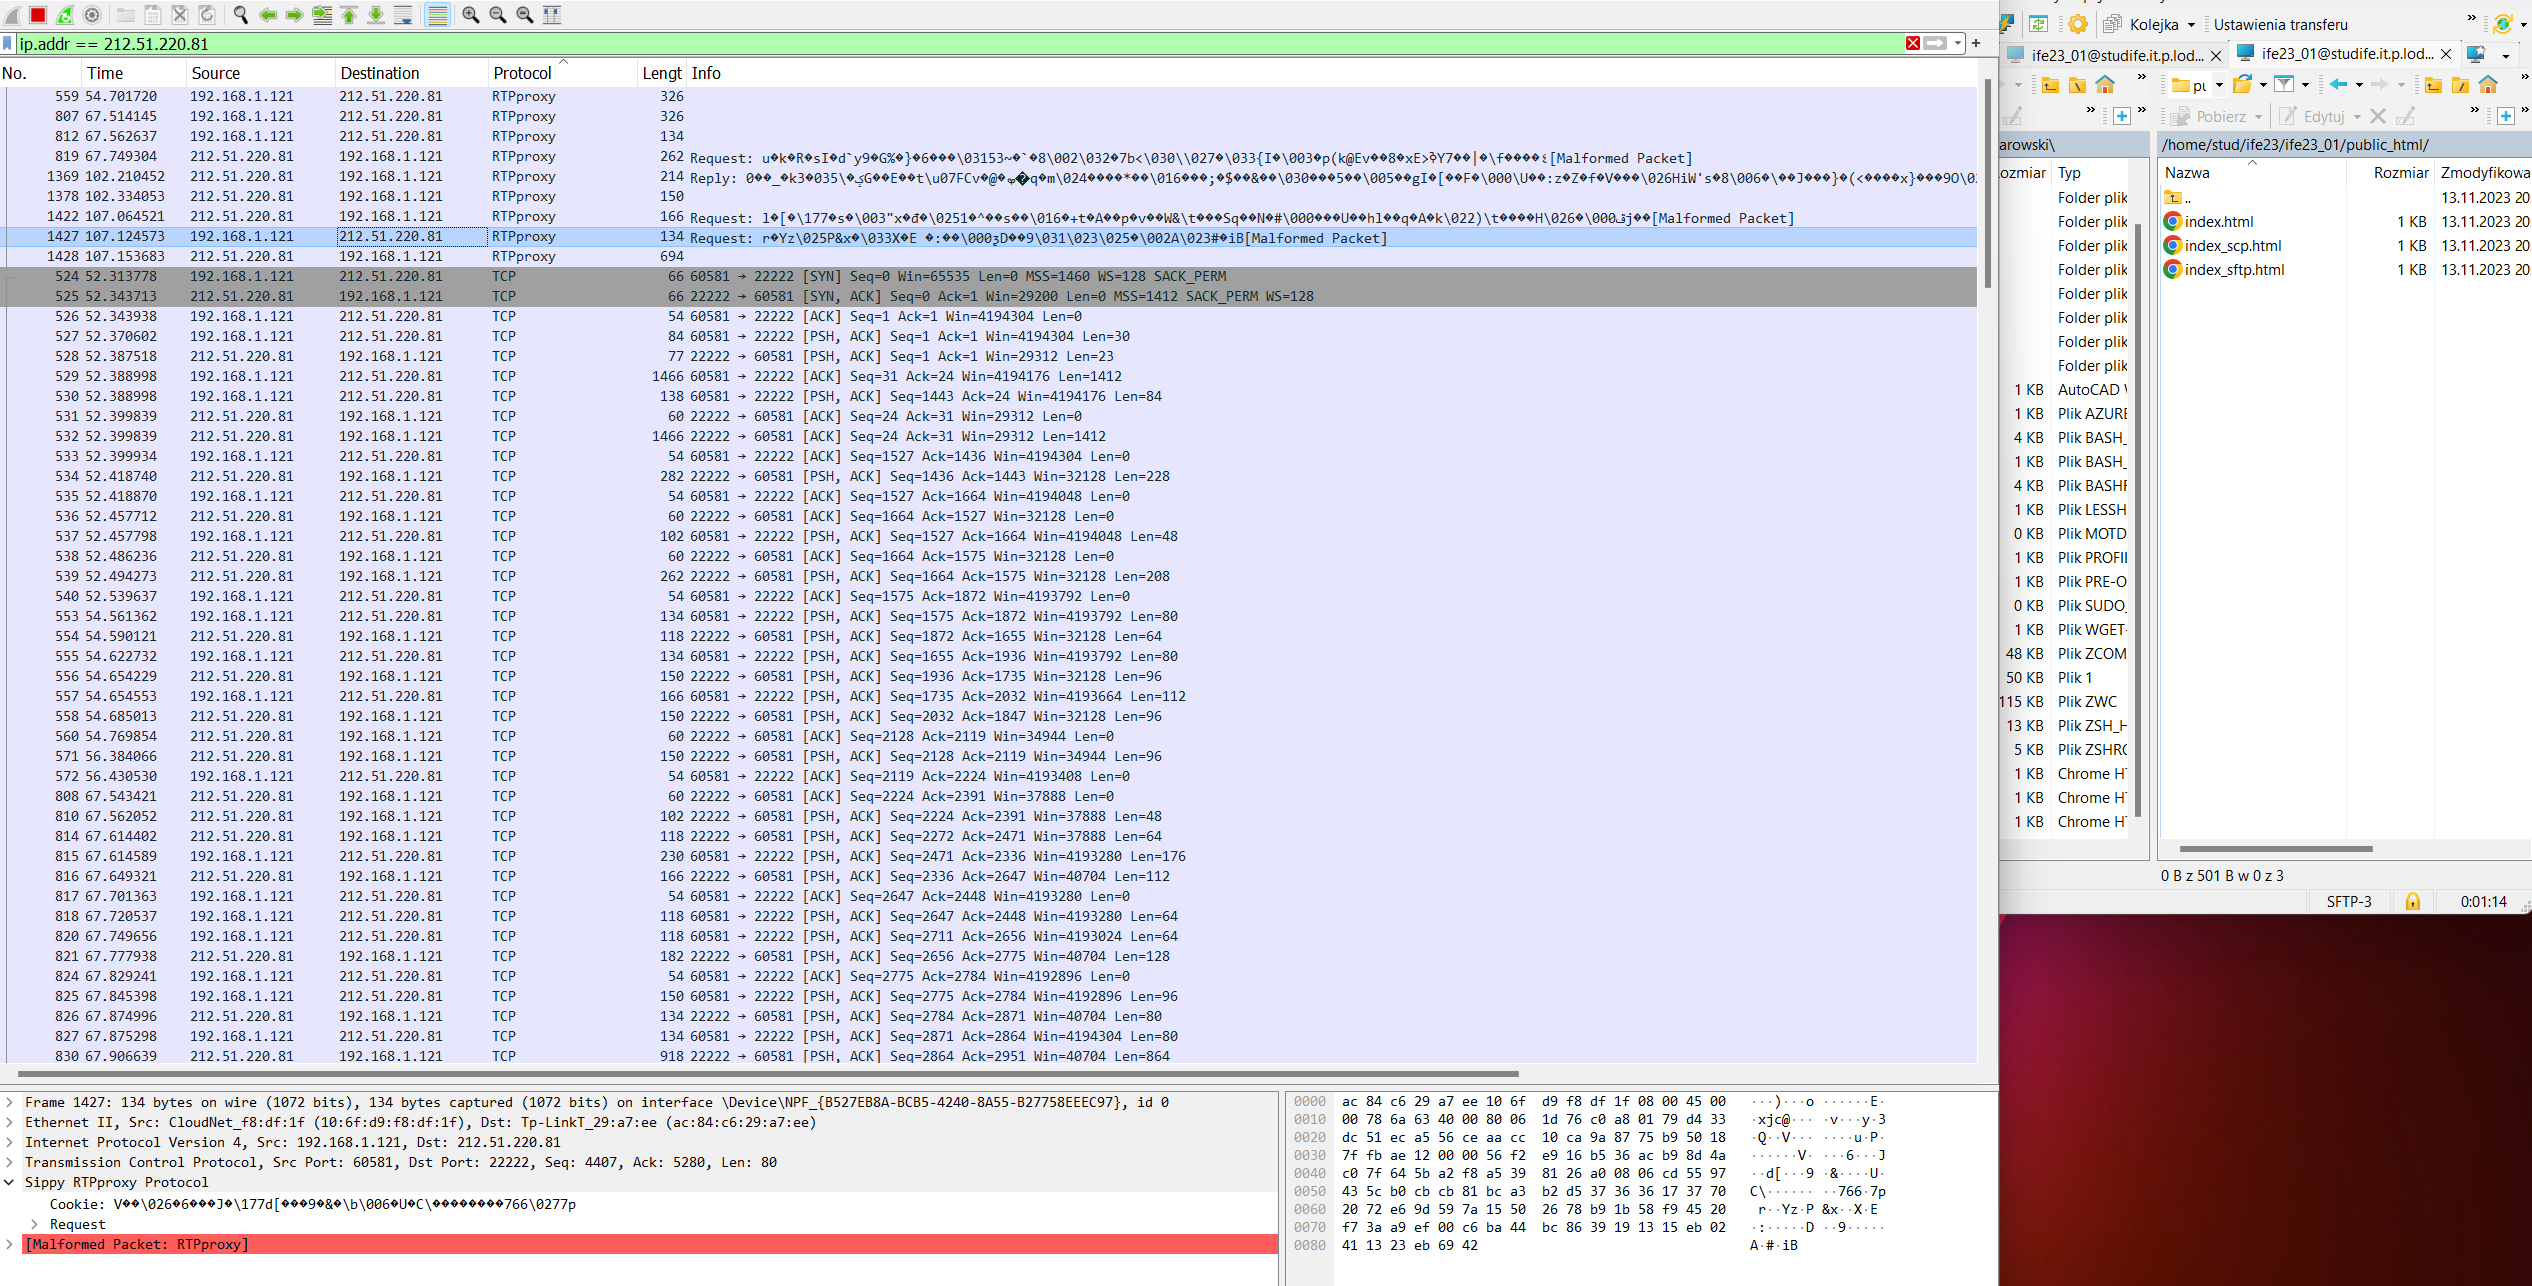 ip.addr == 212.51.220.81
No. Time Source Destination Protocol Lengt Info
559 54.701720 192.168.1.121 212.51.220.81 RTPproxy 326
807 67.514145 192.168.1.121 212.51.220.81 RTPproxy 326
812 67.562637 192.168.1.121 212.51.220.81 RTPproxy 134
819 67.749304 212.51.220.81 192.168.1.121 RTPproxy 262 Request: [Malformed Packet]
1369 102.210452 212.51.220.81 192.168.1.121 RTPproxy 214 Reply:
1378 102.334053 212.51.220.81 192.168.1.121 RTPproxy 150
1422 107.064521 212.51.220.81 192.168.1.121 RTPproxy 166 Request: [Malformed Packet]
1427 107.124573 192.168.1.121 212.51.220.81 RTPproxy 134 Request: [Malformed Packet]
1428 107.153683 212.51.220.81 192.168.1.121 RTPproxy 694
524 52.313778 192.168.1.121 212.51.220.81 TCP 66 60581 → 22222 [SYN] Seq=0 Win=65535 Len=0 MSS=1460 WS=128 SACK_PERM
525 52.343713 212.51.220.81 192.168.1.121 TCP 66 22222 → 60581 [SYN, ACK] Seq=0 Ack=1 Win=29200 Len=0 MSS=1412 SACK_PERM WS=128
526 52.343938 192.168.1.121 212.51.220.81 TCP 54 60581 → 22222 [ACK] Seq=1 Ack=1 Win=4194304 Len=0
527 52.370602 192.168.1.121 212.51.220.81 TCP 84 60581 → 22222 [PSH, ACK] Seq=1 Ack=1 Win=4194304 Len=30
528 52.387518 212.51.220.81 192.168.1.121 TCP 77 22222 → 60581 [PSH, ACK] Seq=1 Ack=1 Win=29312 Len=23
529 52.388998 192.168.1.121 212.51.220.81 TCP 1466 60581 → 22222 [ACK] Seq=31 Ack=24 Win=4194176 Len=1412
530 52.388998 192.168.1.121 212.51.220.81 TCP 138 60581 → 22222 [PSH, ACK] Seq=1443 Ack=24 Win=4194176 Len=84
531 52.399839 212.51.220.81 192.168.1.121 TCP 60 22222 → 60581 [ACK] Seq=24 Ack=31 Win=29312 Len=0
532 52.399839 212.51.220.81 192.168.1.121 TCP 1466 22222 → 60581 [ACK] Seq=24 Ack=31 Win=29312 Len=1412
533 52.399934 192.168.1.121 212.51.220.81 TCP 54 60581 → 22222 [ACK] Seq=1527 Ack=1436 Win=4194304 Len=0
534 52.418740 212.51.220.81 192.168.1.121 TCP 282 22222 → 60581 [PSH, ACK] Seq=1436 Ack=1443 Win=32128 Len=228
535 52.418870 192.168.1.121 212.51.220.81 TCP 54 60581 → 22222 [ACK] Seq=1527 Ack=1664 Win=4194048 Len=0
536 52.457712 212.51.220.81 192.168.1.121 TCP 60 22222 → 60581 [ACK] Seq=1664 Ack=1527 Win=32128 Len=0
537 52.457798 192.168.1.121 212.51.220.81 TCP 102 60581 → 22222 [PSH, ACK] Seq=1527 Ack=1664 Win=4194048 Len=48
538 52.486236 212.51.220.81 192.168.1.121 TCP 60 22222 → 60581 [ACK] Seq=1664 Ack=1575 Win=32128 Len=0
539 52.494273 212.51.220.81 192.168.1.121 TCP 262 22222 → 60581 [PSH, ACK] Seq=1664 Ack=1575 Win=32128 Len=208
540 52.539637 192.168.1.121 212.51.220.81 TCP 54 60581 → 22222 [ACK] Seq=1575 Ack=1872 Win=4193792 Len=0
553 54.561362 192.168.1.121 212.51.220.81 TCP 134 60581 → 22222 [PSH, ACK] Seq=1575 Ack=1872 Win=4193792 Len=80
554 54.590121 212.51.220.81 192.168.1.121 TCP 118 22222 → 60581 [PSH, ACK] Seq=1872 Ack=1655 Win=32128 Len=64
555 54.622732 192.168.1.121 212.51.220.81 TCP 134 60581 → 22222 [PSH, ACK] Seq=1655 Ack=1936 Win=4193792 Len=80
556 54.654229 212.51.220.81 192.168.1.121 TCP 150 22222 → 60581 [PSH, ACK] Seq=1936 Ack=1735 Win=32128 Len=96
557 54.654553 192.168.1.121 212.51.220.81 TCP 166 60581 → 22222 [PSH, ACK] Seq=1735 Ack=2032 Win=4193664 Len=112
558 54.685013 212.51.220.81 192.168.1.121 TCP 150 22222 → 60581 [PSH, ACK] Seq=2032 Ack=1847 Win=32128 Len=96
560 54.769854 212.51.220.81 192.168.1.121 TCP 60 22222 → 60581 [ACK] Seq=2128 Ack=2119 Win=34944 Len=0
571 56.384066 212.51.220.81 192.168.1.121 TCP 150 22222 → 60581 [PSH, ACK] Seq=2128 Ack=2119 Win=34944 Len=96
572 56.430530 192.168.1.121 212.51.220.81 TCP 54 60581 → 22222 [ACK] Seq=2119 Ack=2224 Win=4193408 Len=0
808 67.543421 212.51.220.81 192.168.1.121 TCP 60 22222 → 60581 [ACK] Seq=2224 Ack=2391 Win=37888 Len=0
810 67.562052 212.51.220.81 192.168.1.121 TCP 102 22222 → 60581 [PSH, ACK] Seq=2224 Ack=2391 Win=37888 Len=48
814 67.614402 212.51.220.81 192.168.1.121 TCP 118 22222 → 60581 [PSH, ACK] Seq=2272 Ack=2471 Win=37888 Len=64
815 67.614589 192.168.1.121 212.51.220.81 TCP 230 60581 → 22222 [PSH, ACK] Seq=2471 Ack=2336 Win=4193280 Len=176
816 67.649321 212.51.220.81 192.168.1.121 TCP 166 22222 → 60581 [PSH, ACK] Seq=2336 Ack=2647 Win=40704 Len=112
817 67.701363 192.168.1.121 212.51.220.81 TCP 54 60581 → 22222 [ACK] Seq=2647 Ack=2448 Win=4193280 Len=0
818 67.720537 192.168.1.121 212.51.220.81 TCP 118 60581 → 22222 [PSH, ACK] Seq=2647 Ack=2448 Win=4193280 Len=64
820 67.749656 192.168.1.121 212.51.220.81 TCP 118 60581 → 22222 [PSH, ACK] Seq=2711 Ack=2656 Win=4193024 Len=64
821 67.777938 212.51.220.81 192.168.1.121 TCP 182 22222 → 60581 [PSH, ACK] Seq=2656 Ack=2775 Win=40704 Len=128
824 67.829241 192.168.1.121 212.51.220.81 TCP 54 60581 → 22222 [ACK] Seq=2775 Ack=2784 Win=4192896 Len=0
825 67.845398 192.168.1.121 212.51.220.81 TCP 150 60581 → 22222 [PSH, ACK] Seq=2775 Ack=2784 Win=4192896 Len=96
826 67.874996 212.51.220.81 192.168.1.121 TCP 134 22222 → 60581 [PSH, ACK] Seq=2784 Ack=2871 Win=40704 Len=80
827 67.875298 192.168.1.121 212.51.220.81 TCP 134 60581 → 22222 [PSH, ACK] Seq=2871 Ack=2864 Win=4194304 Len=80
830 67.906639 212.51.220.81 192.168.1.121 TCP 918 22222 → 60581 [PSH, ACK] Seq=2864 Ack=2951 Win=40704 Len=864
Frame 1427: 134 bytes on wire (1072 bits), 134 bytes captured (1072 bits) on interface \Device\NPF_{B527EB8A-BCB5-4240-8A55-B27758EEEC97}, id 0
Ethernet II, Src: CloudNet_f8:df:1f (10:6f:d9:f8:df:1f), Dst: Tp-LinkT_29:a7:ee (ac:84:c6:29:a7:ee)
Internet Protocol Version 4, Src: 192.168.1.121, Dst: 212.51.220.81
Transmission Control Protocol, Src Port: 60581, Dst Port: 22222, Seq: 4407, Ack: 5280, Len: 80
Sippy RTPproxy Protocol
Cookie: V��\026�6���J�\177d[���9�&�\b\006�U�C\��������766\0277p
Request
[Malformed Packet: RTPproxy]
0000 ac 84 c6 29 a7 ee 10 6f d9 f8 df 1f 08 00 45 00 ···)···o ······E·
0010 00 78 6a 63 40 00 80 06 1d 76 c0 a8 01 79 d4 33 ·xjc@··· ·v···y·3
0020 dc 51 ec a5 56 ce aa cc 10 ca 9a 87 75 b9 50 18 ·Q··V··· ····u·P·
0030 7f fb ae 12 00 00 56 f2 e9 16 b5 36 ac b9 8d 4a ······V· ···6···J
0040 c0 7f 64 5b a2 f8 a5 39 81 26 a0 08 06 cd 55 97 ··d[···9 ·&····U·
0050 43 5c b0 cb cb 81 bc a3 b2 d5 37 36 36 17 37 70 C\······ ··766·7p
0060 20 72 e6 9d 59 7a 15 50 26 78 b9 1b 58 f9 45 20 r··Yz·P &x··X·E
0070 f7 3a a9 ef 00 c6 ba 44 bc 86 39 19 13 15 eb 02 ·:·····D ··9·····
0080 41 13 23 eb 69 42 A·#·iB
Kolejka Ustawienia transferu
ife23_01@studife.it.p.lod... ife23_01@studife.it.p.lod...
Pobierz Edytuj
arowski\
Typ
Folder plik
Folder plik
Folder plik
Folder plik
Folder plik
Folder plik
Folder plik
Folder plik
1 KB AutoCAD
1 KB Plik AZURE
4 KB Plik BASH_
1 KB Plik BASH_
4 KB Plik BASHR
1 KB Plik LESSH
0 KB Plik MOTD
1 KB Plik PROFIL
1 KB Plik PRE-O
0 KB Plik SUDO_
1 KB Plik WGET-
48 KB Plik ZCOM
50 KB Plik 1
115 KB Plik ZWC
13 KB Plik ZSH_H
5 KB Plik ZSHRC
1 KB Chrome H
1 KB Chrome H
1 KB Chrome H
/home/stud/ife23/ife23_01/public_html/
Nazwa Rozmiar Zmodyfikowa
.. 13.11.2023 20
index.html 1 KB 13.11.2023 20
index_scp.html 1 KB 13.11.2023 20
index_sftp.html 1 KB 13.11.2023 20
0 B z 501 B w 0 z 3
SFTP-3 0:01:14